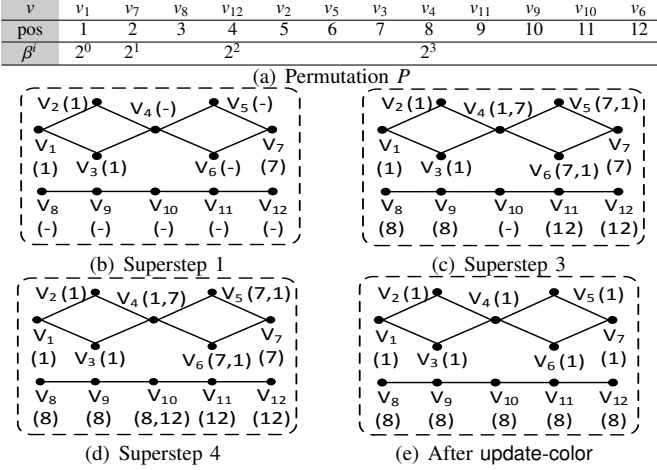 v v1 v7 v8 v12 v2 v5 v3 v4 v11 v9 v10 v6
pos 1 2 3 4 5 6 7 8 9 10 11 12
β^i 2^0 2^1 2^2 2^3
(a) Permutation P
V2 (1) V4 (-) V5 (-)
V1 V7
(1) V3 (1) V6 (-) (7)
V8 V9 V10 V11 V12
(-) (-) (-) (-) (-)
(b) Superstep 1
V2 (1) V4 (1,7) V5 (7,1)
V1 V7
(1) V3 (1) V6 (7,1) (7)
V8 V9 V10 V11 V12
(8) (8) (-) (12) (12)
(c) Superstep 3
V2 (1) V4 (1,7) V5 (7,1)
V1 V7
(1) V3 (1) V6 (7,1) (7)
V8 V9 V10 V11 V12
(8) (8) (8,12) (12) (12)
(d) Superstep 4
V2 (1) V4 (1) V5 (1)
V1 V7
(1) V3 (1) V6 (1) (1)
V8 V9 V10 V11 V12
(8) (8) (8) (8) (8)
(e) After update-color